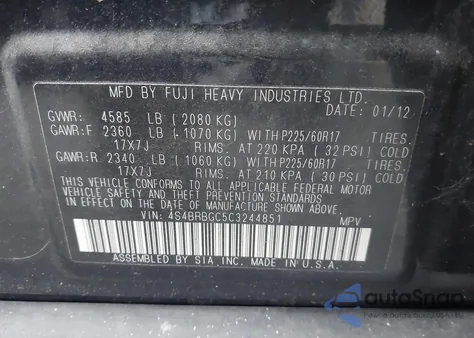 MFD BY FUJI HEAVY INDUSTRIES LTD.
DATE: 01/12
GVWR: 4585 LB ( 2080 KG)
GAWR:F 2360 LB ( 1070 KG) WITH P225/60R17 TIRES,
17X7J RIMS, AT 220 KPA ( 32 PSI) COLD
GAWR:R. 2340 LB ( 1060 KG) WITH P225/60R17 TIRES,
17X7J RIMS, AT 210 KPA ( 30 PSI) COLD
THIS VEHICLE CONFORMS TO ALL APPLICABLE FEDERAL MOTOR
VEHICLE SAFETY AND THEFT PREVENTION STANDARDS IN
EFFECT ON THE DATE OF MANUFACTURE SHOWN ABOVE.
VIN: 4S4BRBGC5C3244851 MPV
ASSEMBLED BY SIA, INC. MADE IN U.S.A.
autoSnap